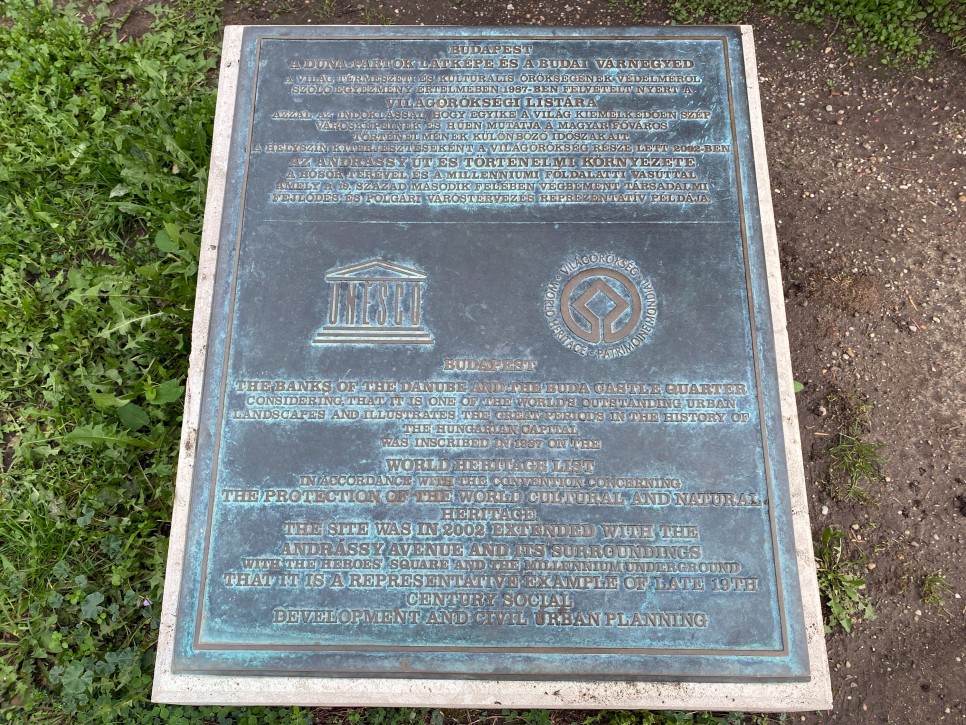 BUDAPEST
A DUNA-PARTOK LÁTKÉPE ÉS A BUDAI VÁRNEGYED
A VILÁG TERMÉSZETI ÉS KULTURÁLIS ÖRÖKSÉGÉNEK VÉDELMÉRŐL
SZÓLÓ EGYEZMÉNY ÉRTELMÉBEN 1987-BEN FELVÉTELT NYERT A
VILÁGÖRÖKSÉGI LISTÁRA
AZZAL AZ INDOKLÁSSAL, HOGY EGYIKE A VILÁG KIEMELKEDŐEN SZÉP
VÁROSKÉPEINEK ÉS HŰEN MUTATJA A MAGYAR FŐVÁROS
TÖRTÉNELMÉNEK KÜLÖNBÖZŐ IDŐSZAKAIT
A HELYSZÍN KITERJESZTÉSEKÉNT A VILÁGÖRÖKSÉG RÉSZE LETT 2002-BEN
AZ ANDRÁSSY ÚT ÉS TÖRTÉNELMI KÖRNYEZETE
A HŐSÖK TERÉVEL ÉS A MILLENNIUMI FÖLDALATTI VASÚTTAL
AMELY A 19. SZÁZAD MÁSODIK FELÉBEN VÉGBEMENT TÁRSADALMI
FEJLŐDÉS ÉS POLGÁRI VÁROSTERVEZÉS REPREZENTATÍV PÉLDÁJA
UNESCO
VILÁGÖRÖKSÉG • WORLD HERITAGE • PATRIMOINE MONDIAL •
BUDAPEST
THE BANKS OF THE DANUBE AND THE BUDA CASTLE QUARTER
CONSIDERING THAT IT IS ONE OF THE WORLD'S OUTSTANDING URBAN
LANDSCAPES AND ILLUSTRATES THE GREAT PERIODS IN THE HISTORY OF
THE HUNGARIAN CAPITAL
WAS INSCRIBED IN 1987 ON THE
WORLD HERITAGE LIST
IN ACCORDANCE WITH THE CONVENTION CONCERNING
THE PROTECTION OF THE WORLD CULTURAL AND NATURAL
HERITAGE
THE SITE WAS IN 2002 EXTENDED WITH THE
ANDRÁSSY AVENUE AND ITS SURROUNDINGS
WITH THE HEROES' SQUARE AND THE MILLENNIUM UNDERGROUND
THAT IT IS A REPRESENTATIVE EXAMPLE OF LATE 19TH
CENTURY SOCIAL
DEVELOPMENT AND CIVIL URBAN PLANNING